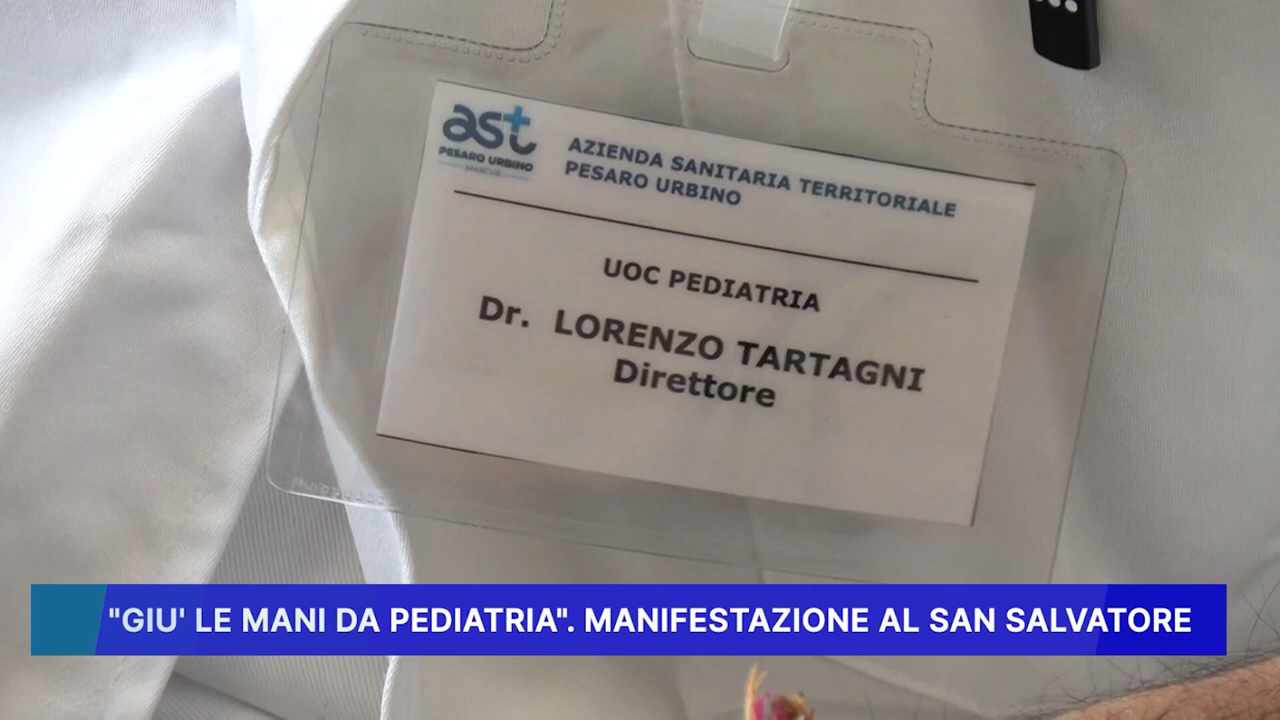 ast
PESARO URBINO
MARCHE
AZIENDA SANITARIA TERRITORIALE
PESARO URBINO
UOC PEDIATRIA
Dr. LORENZO TARTAGNI
Direttore
"GIU' LE MANI DA PEDIATRIA". MANIFESTAZIONE AL SAN SALVATORE